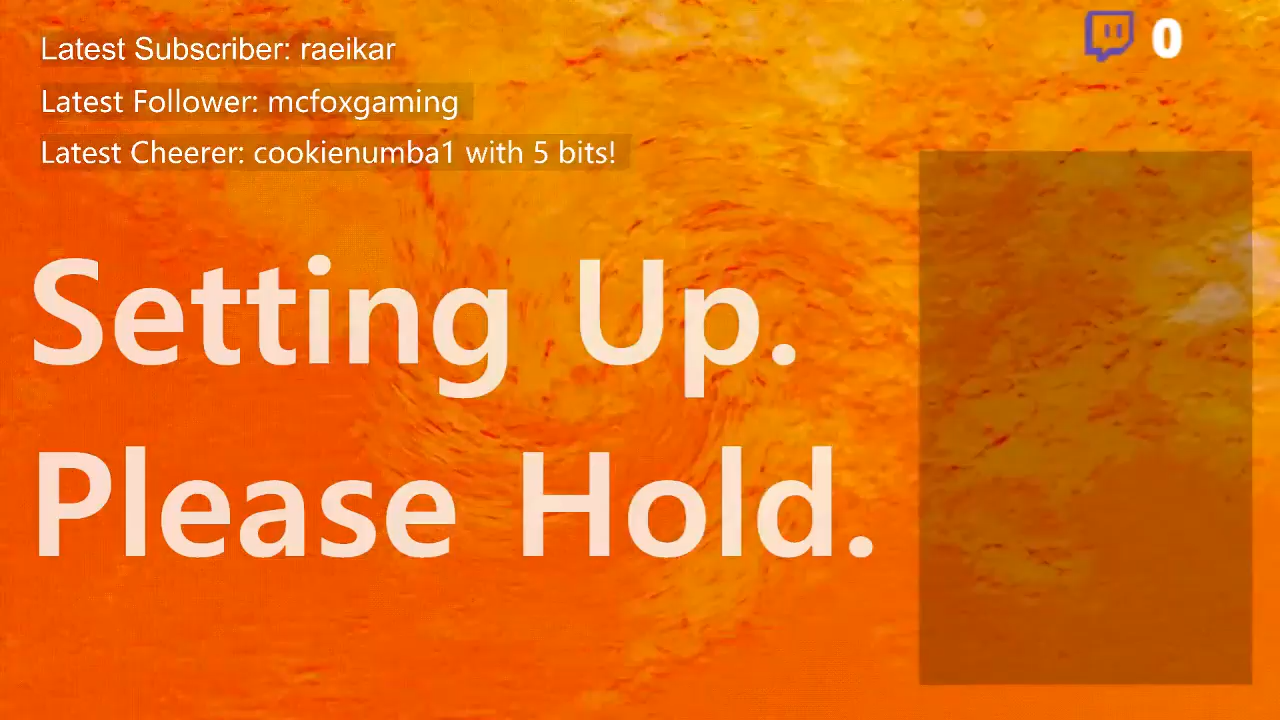 Latest Subscriber: raeikar
0
Latest Follower: mcfoxgaming
Latest Cheerer: cookienumba1 with 5 bits!
Setting Up.
Please Hold.